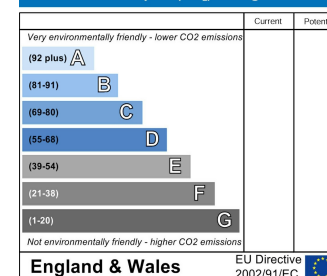 Current Potent
Very environmentally friendly - lower CO2 emissions
(92 plus) A
(81-91) B
(69-80) C
(55-68) D
(39-54) E
(21-38) F
(1-20) G
Not environmentally friendly - higher CO2 emissions
England & Wales EU Directive
2002/91/EC